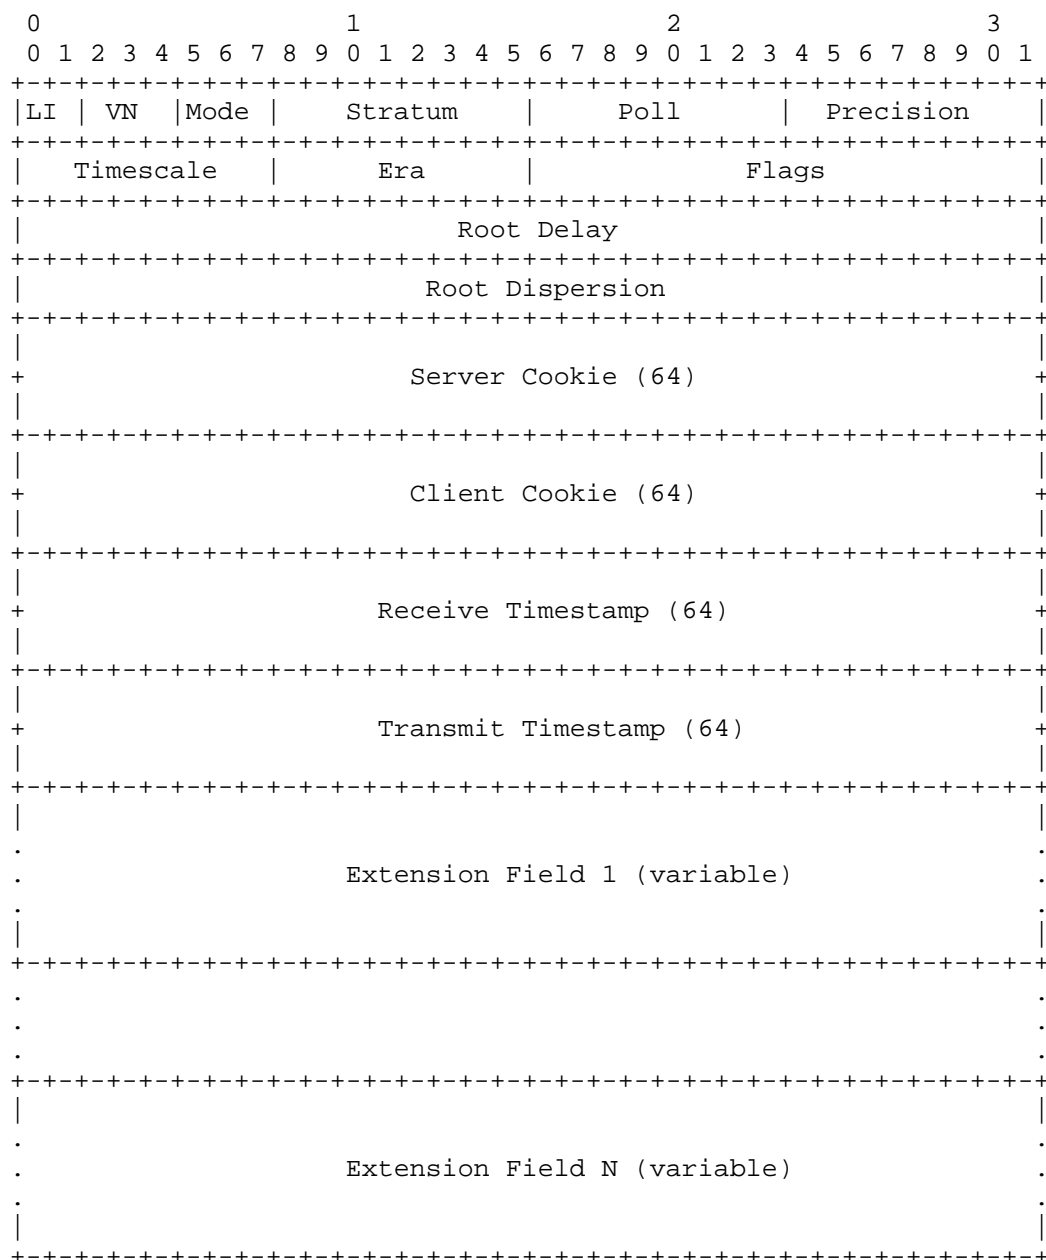 0                   1                   2                   3
 0 1 2 3 4 5 6 7 8 9 0 1 2 3 4 5 6 7 8 9 0 1 2 3 4 5 6 7 8 9 0 1
+-+-+-+-+-+-+-+-+-+-+-+-+-+-+-+-+-+-+-+-+-+-+-+-+-+-+-+-+-+-+-+-+
|LI | VN  |Mode |    Stratum    |     Poll      |  Precision    |
+-+-+-+-+-+-+-+-+-+-+-+-+-+-+-+-+-+-+-+-+-+-+-+-+-+-+-+-+-+-+-+-+
|   Timescale   |      Era      |             Flags             |
+-+-+-+-+-+-+-+-+-+-+-+-+-+-+-+-+-+-+-+-+-+-+-+-+-+-+-+-+-+-+-+-+
|                           Root Delay                          |
+-+-+-+-+-+-+-+-+-+-+-+-+-+-+-+-+-+-+-+-+-+-+-+-+-+-+-+-+-+-+-+-+
|                         Root Dispersion                       |
+-+-+-+-+-+-+-+-+-+-+-+-+-+-+-+-+-+-+-+-+-+-+-+-+-+-+-+-+-+-+-+-+
|                                                               |
+                        Server Cookie (64)                     +
|                                                               |
+-+-+-+-+-+-+-+-+-+-+-+-+-+-+-+-+-+-+-+-+-+-+-+-+-+-+-+-+-+-+-+-+
|                                                               |
+                        Client Cookie (64)                     +
|                                                               |
+-+-+-+-+-+-+-+-+-+-+-+-+-+-+-+-+-+-+-+-+-+-+-+-+-+-+-+-+-+-+-+-+
|                                                               |
+                      Receive Timestamp (64)                   +
|                                                               |
+-+-+-+-+-+-+-+-+-+-+-+-+-+-+-+-+-+-+-+-+-+-+-+-+-+-+-+-+-+-+-+-+
|                                                               |
+                      Transmit Timestamp (64)                  +
|                                                               |
+-+-+-+-+-+-+-+-+-+-+-+-+-+-+-+-+-+-+-+-+-+-+-+-+-+-+-+-+-+-+-+-+
|                                                               |
.                                                               .
.                    Extension Field 1 (variable)               .
.                                                               .
|                                                               |
+-+-+-+-+-+-+-+-+-+-+-+-+-+-+-+-+-+-+-+-+-+-+-+-+-+-+-+-+-+-+-+-+
.                                                               .
.                                                               .
.                                                               .
+-+-+-+-+-+-+-+-+-+-+-+-+-+-+-+-+-+-+-+-+-+-+-+-+-+-+-+-+-+-+-+-+
|                                                               |
.                                                               .
.                    Extension Field N (variable)               .
.                                                               .
|                                                               |
+-+-+-+-+-+-+-+-+-+-+-+-+-+-+-+-+-+-+-+-+-+-+-+-+-+-+-+-+-+-+-+-+